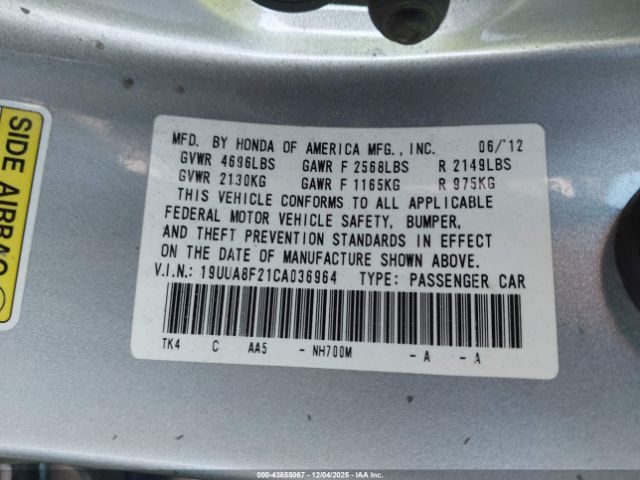 SIDE AIRBAG
MFD. BY HONDA OF AMERICA MFG., INC. 06/'12
GVWR 4696LBS GAWR F 2568LBS R 2149LBS
GVWR 2130KG GAWR F 1165KG R 975KG
THIS VEHICLE CONFORMS TO ALL APPLICABLE
FEDERAL MOTOR VEHICLE SAFETY, BUMPER,
AND THEFT PREVENTION STANDARDS IN EFFECT
ON THE DATE OF MANUFACTURE SHOWN ABOVE.
V.I.N.: 19UUA8F21CA036964 TYPE: PASSENGER CAR
TK4 C AA5 - NH700M - A - A
000-43855067 - 12/04/2025 - IAA Inc.